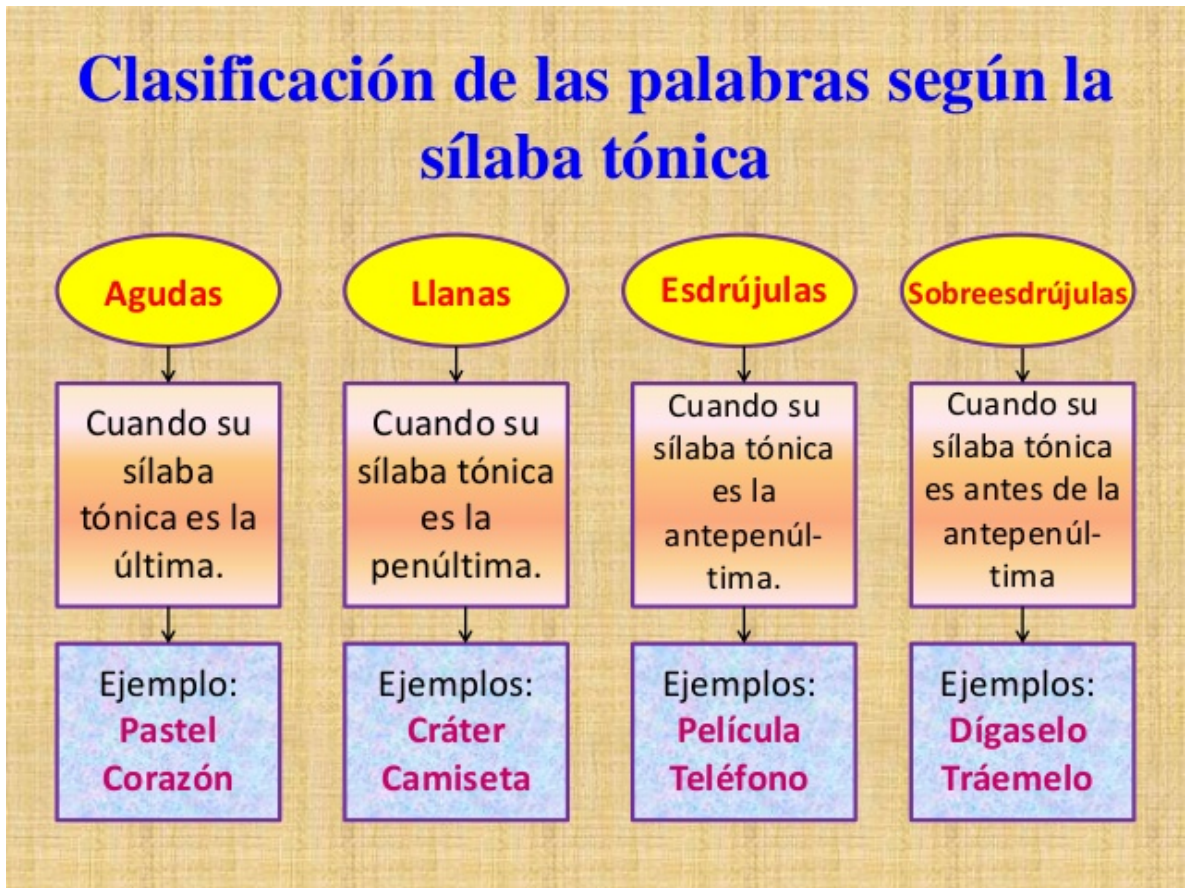 Clasificación de las palabras según la
sílaba tónica
Agudas
Cuando su
sílaba
tónica es la
última.
Ejemplo:
Pastel
Corazón
Llanas
Cuando su
sílaba tónica
es la
penúltima.
Ejemplos:
Cráter
Camiseta
Esdrújulas
Cuando su
sílaba tónica
es la
antepenúl-
tima.
Ejemplos:
Película
Teléfono
Sobreesdrújulas
Cuando su
sílaba tónica
es antes de la
antepenúl-
tima
Ejemplos:
Dígaselo
Tráemelo